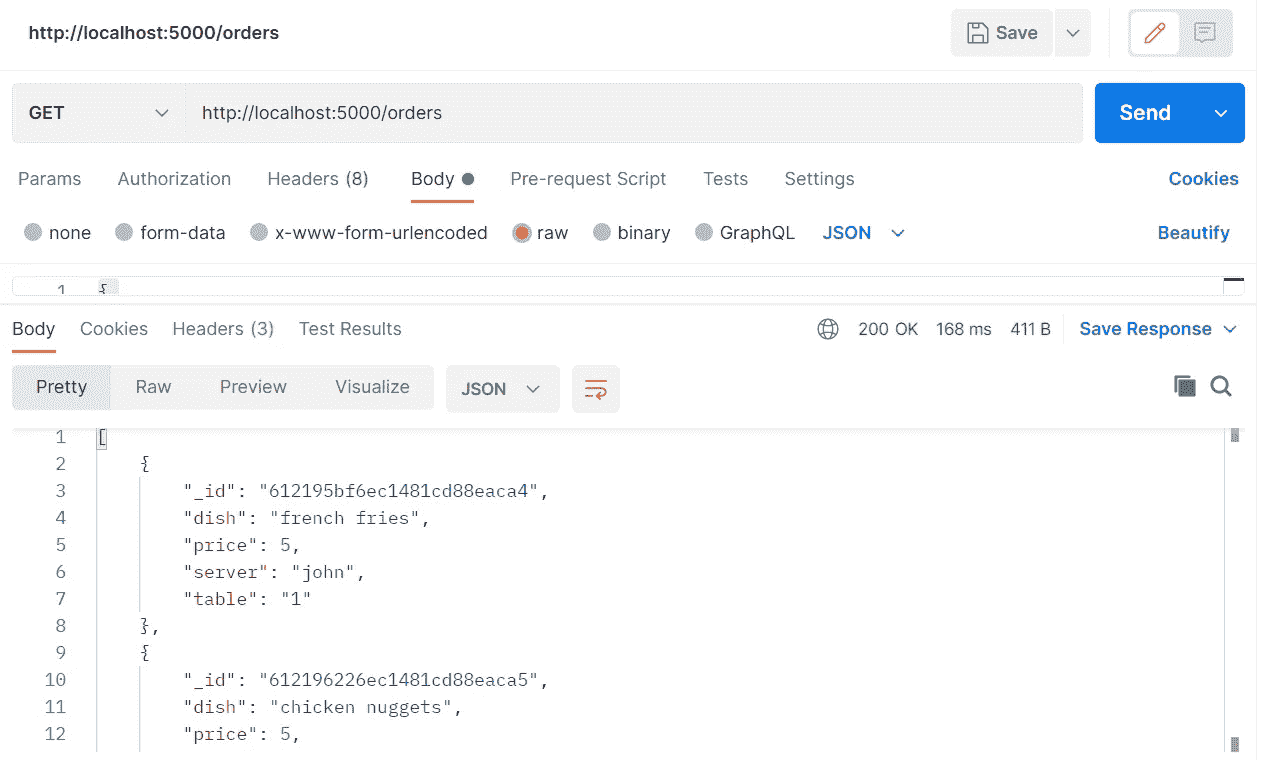 http://localhost:5000/orders
Save
GET http://localhost:5000/orders Send
Params Authorization Headers (8) Body Pre-request Script Tests Settings Cookies
none form-data x-www-form-urlencoded raw binary GraphQL JSON Beautify
1 {
Body Cookies Headers (3) Test Results 200 OK 168 ms 411 B Save Response
Pretty Raw Preview Visualize JSON
1 [
2 {
3 "_id": "612195bf6ec1481cd88eaca4",
4 "dish": "french fries",
5 "price": 5,
6 "server": "john",
7 "table": "1"
8 },
9 {
10 "_id": "612196226ec1481cd88eaca5",
11 "dish": "chicken nuggets",
12 "price": 5,